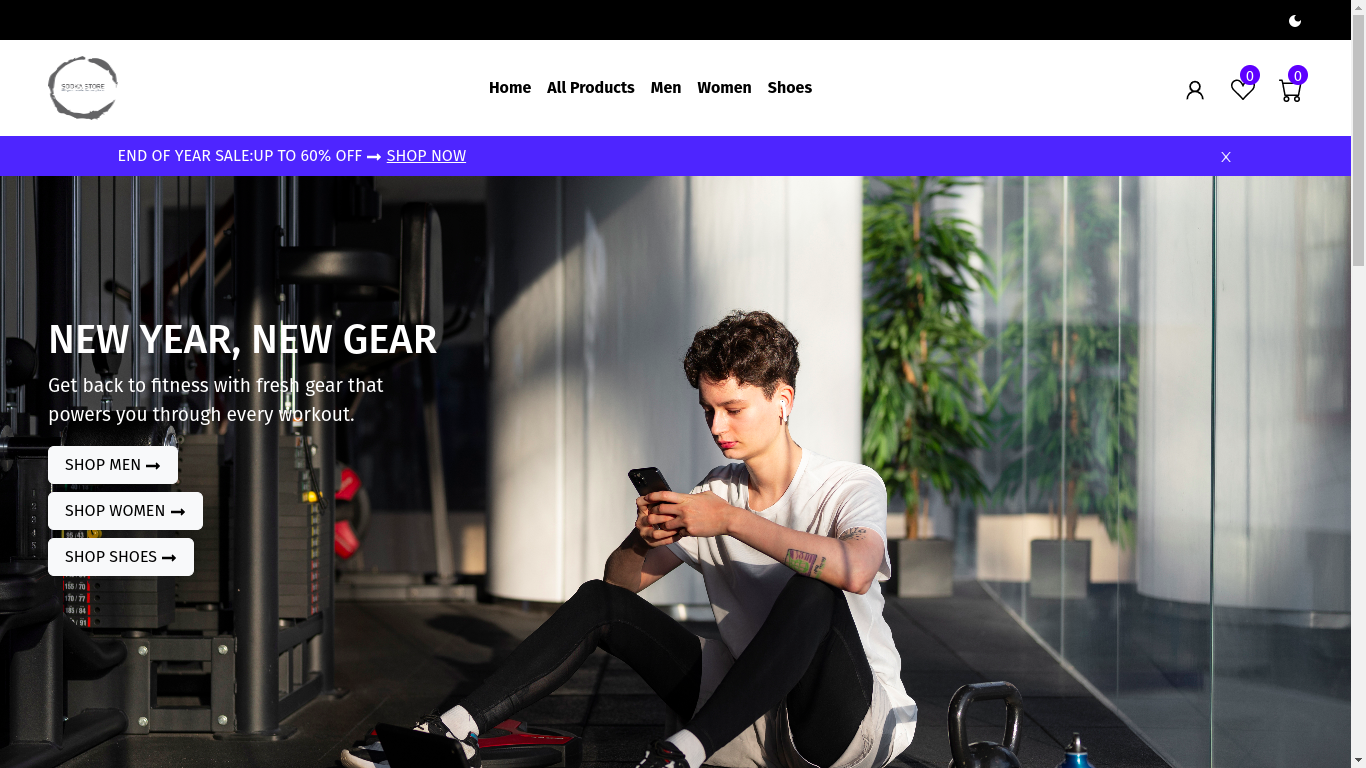 SODKA STORE
Home All Products Men Women Shoes
0 0
END OF YEAR SALE:UP TO 60% OFF SHOP NOW
X
NEW YEAR, NEW GEAR
Get back to fitness with fresh gear that
powers you through every workout.
SHOP MEN
SHOP WOMEN
SHOP SHOES